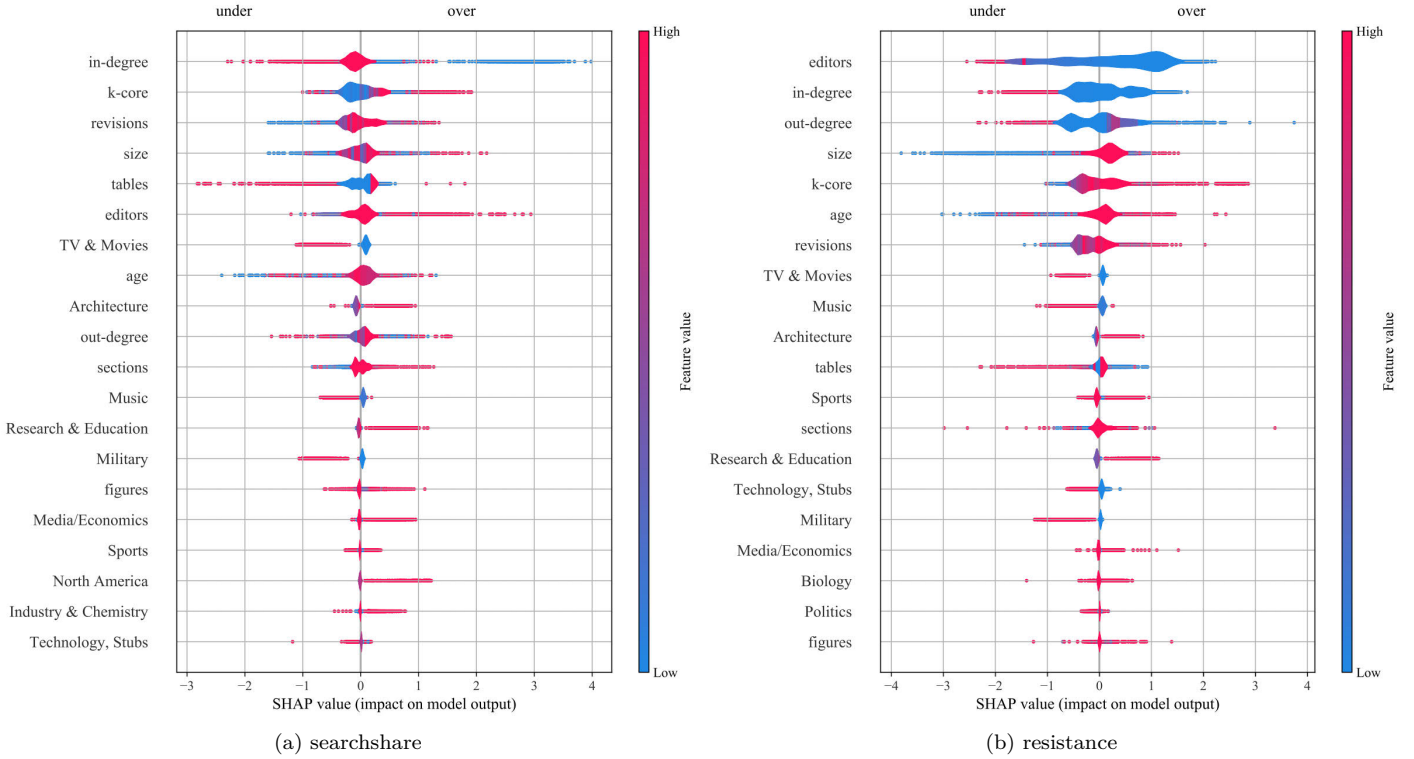 under over
in-degree
k-core
revisions
size
tables
editors
TV & Movies
age
Architecture
out-degree
sections
Music
Research & Education
Military
figures
Media/Economics
Sports
North America
Industry & Chemistry
Technology, Stubs
−3 −2 −1 0 1 2 3 4
SHAP value (impact on model output)
High
Feature value
Low
(a) searchshare
under over
editors
in-degree
out-degree
size
k-core
age
revisions
TV & Movies
Music
Architecture
tables
Sports
sections
Research & Education
Technology, Stubs
Military
Media/Economics
Biology
Politics
figures
−4 −3 −2 −1 0 1 2 3 4
SHAP value (impact on model output)
High
Feature value
Low
(b) resistance